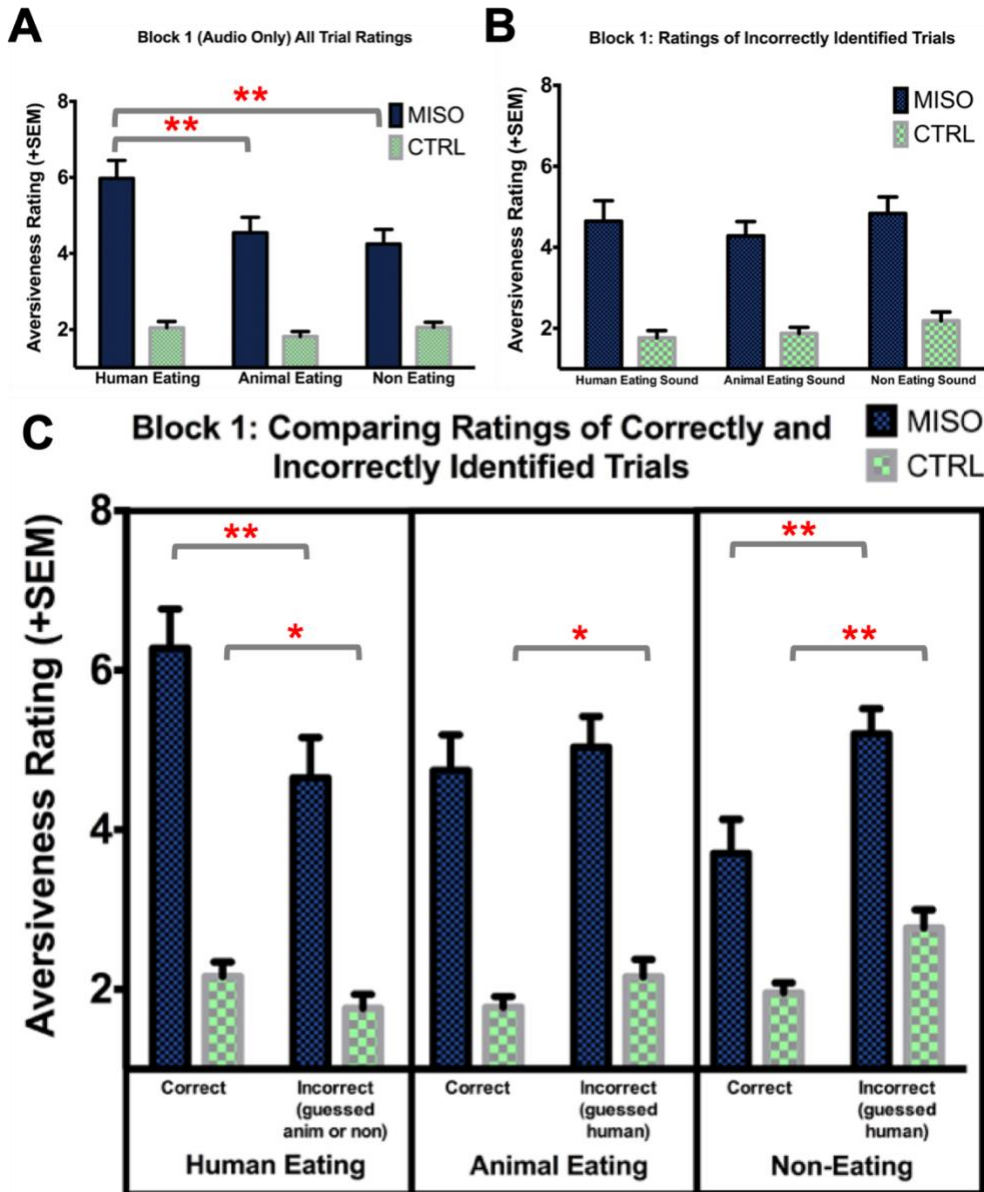 A
Block 1 (Audio Only) All Trial Ratings
Aversiveness Rating (+SEM)
8
6
4
2
**
**
MISO
CTRL
Human Eating Animal Eating Non Eating
B
Block 1: Ratings of Incorrectly Identified Trials
Aversiveness Rating (+SEM)
8
6
4
2
MISO
CTRL
Human Eating Sound Animal Eating Sound Non Eating Sound
C
Block 1: Comparing Ratings of Correctly and
Incorrectly Identified Trials
MISO
CTRL
Aversiveness Rating (+SEM)
8
6
4
2
**
*
*
**
**
Correct
Incorrect
(guessed
anim or non)
Human Eating
Correct
Incorrect
(guessed
human)
Animal Eating
Correct
Incorrect
(guessed
human)
Non-Eating